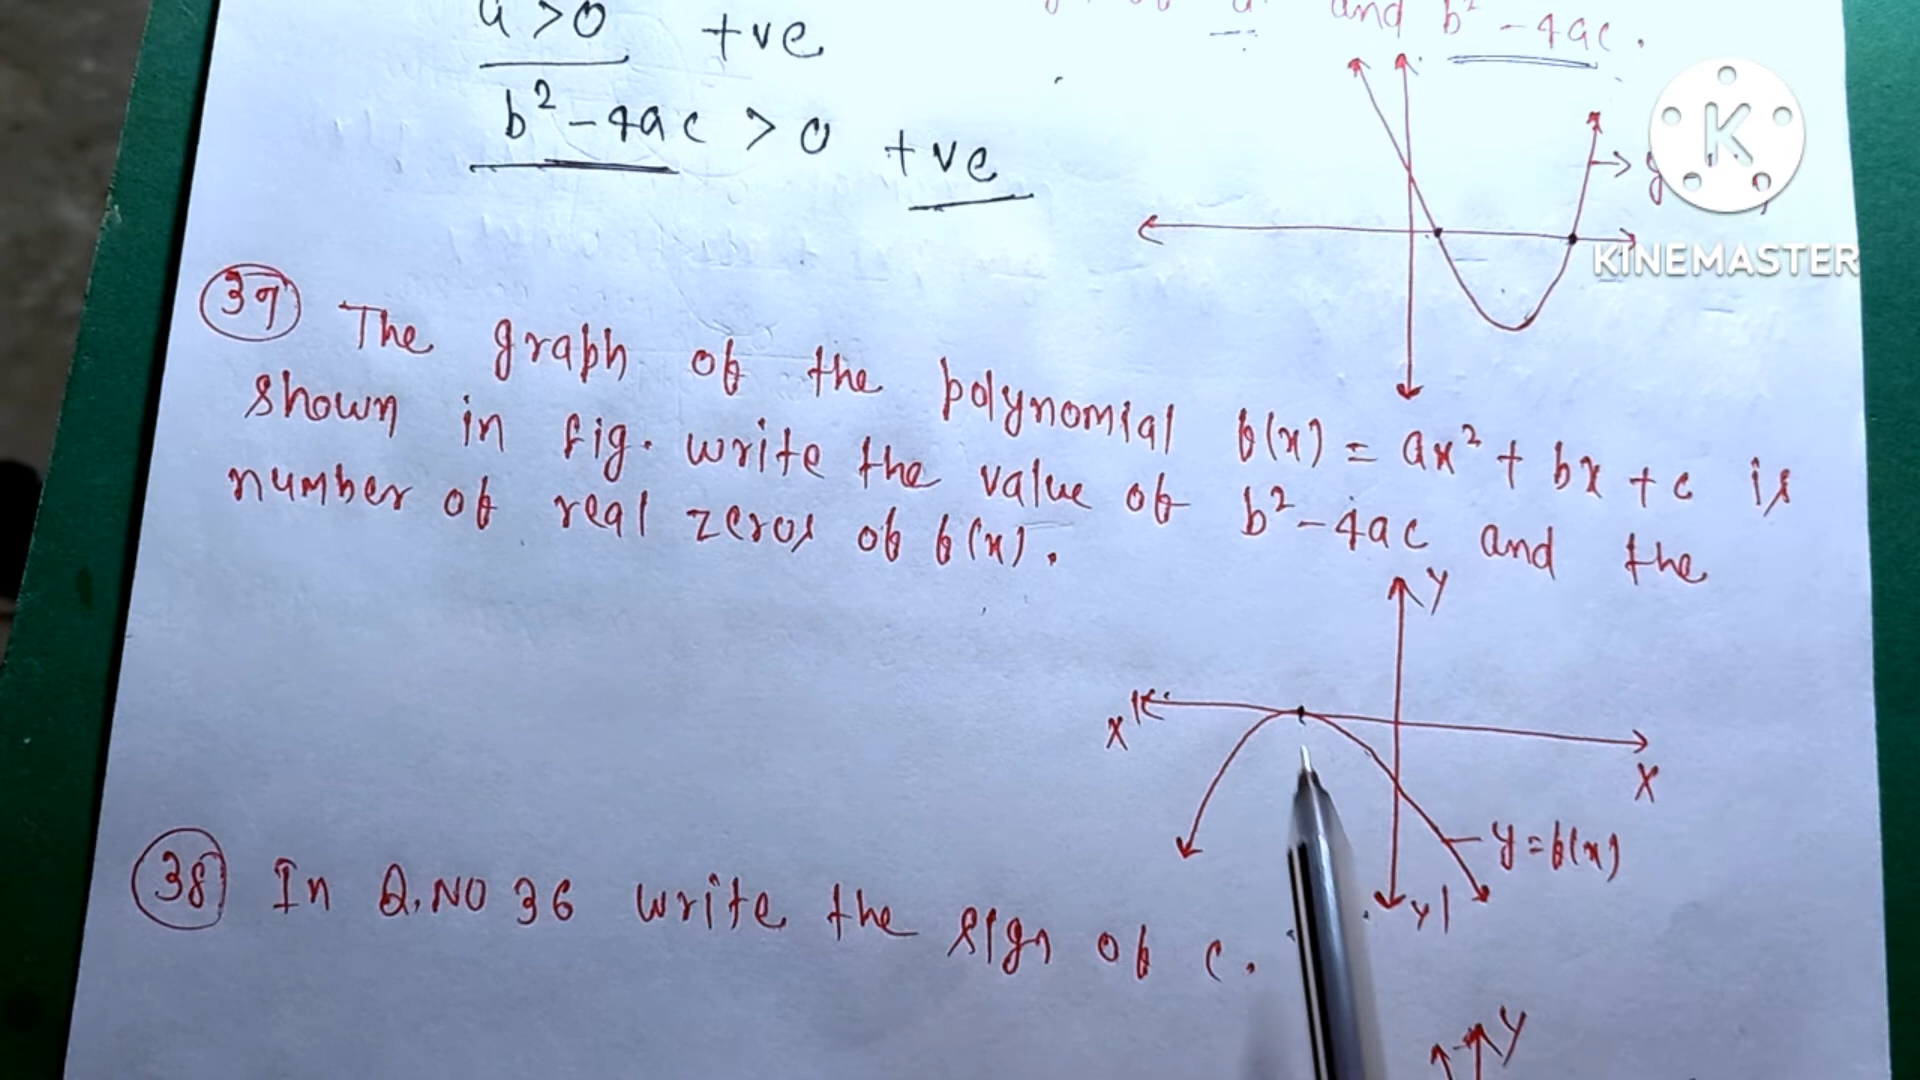 a > 0 +ve
and b² - 4ac.
b² - 4ac > 0 +ve
K
KINEMASTER
37 The graph of the polynomial f(x) = ax² + bx + c is
shown in fig. write the value of b² - 4ac and the
number of real zeros of f(x).
Y
X'
X
y = f(x)
Y'
38 In Q.NO 36 write the sign of c.
Y